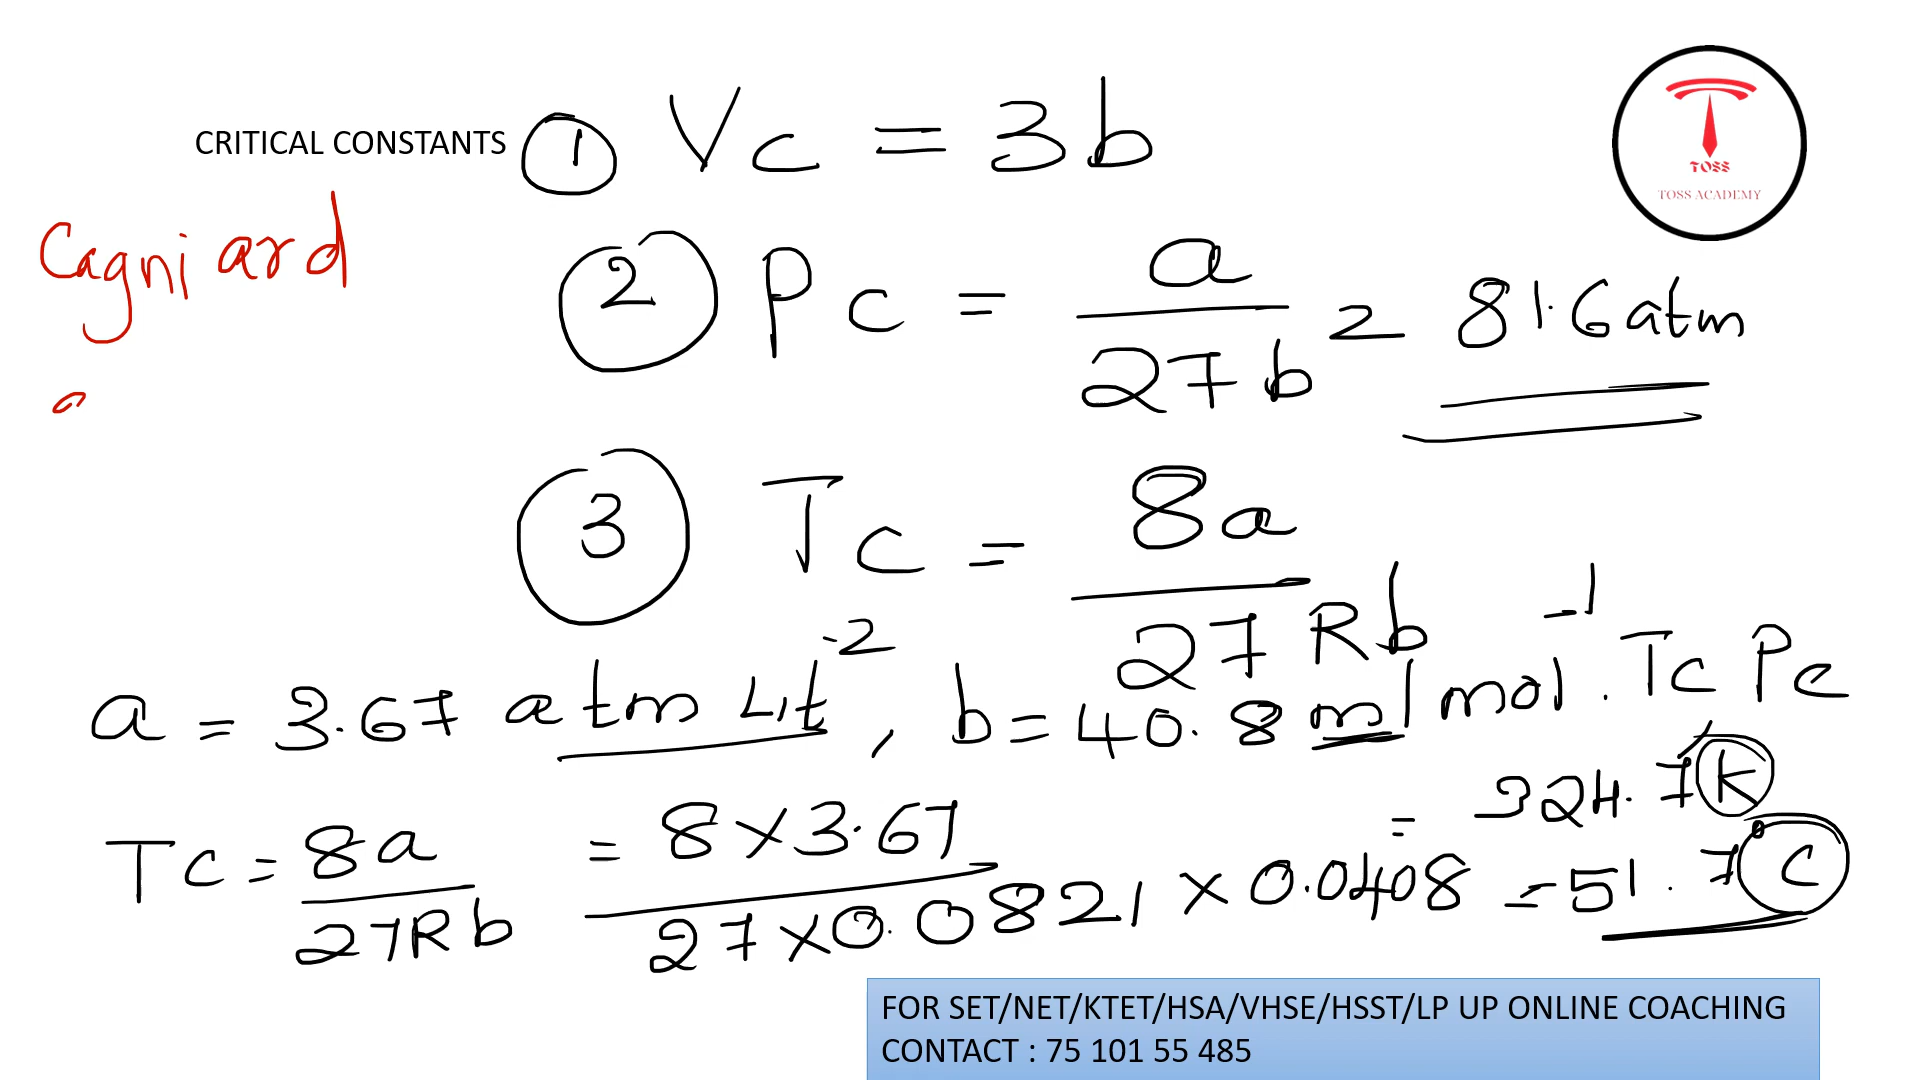 CRITICAL CONSTANTS ① Vc = 3b
TOSS
TOSS ACADEMY
Cagniard
② Pc = a / 27b = 81.6 atm
③ Tc = 8a / 27Rb
a = 3.67 atm Lit-2, b = 40.8 ml mol-1. Tc Pc
Tc = 8a / 27Rb = 8×3.67 / 27×0.0821×0.0408 = 324.7K
= 51.7°C
FOR SET/NET/KTET/HSA/VHSE/HSST/LP UP ONLINE COACHING
CONTACT : 75 101 55 485